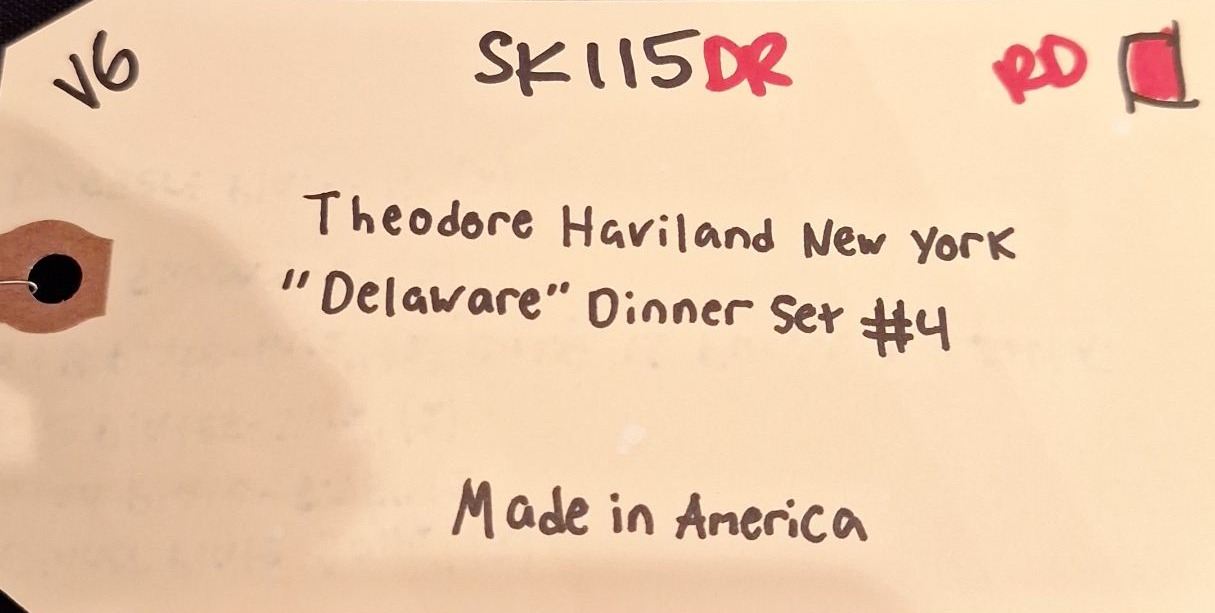 V6 SK115DR RD
Theodore Haviland New York
"Delaware" Dinner Set #4
Made in America